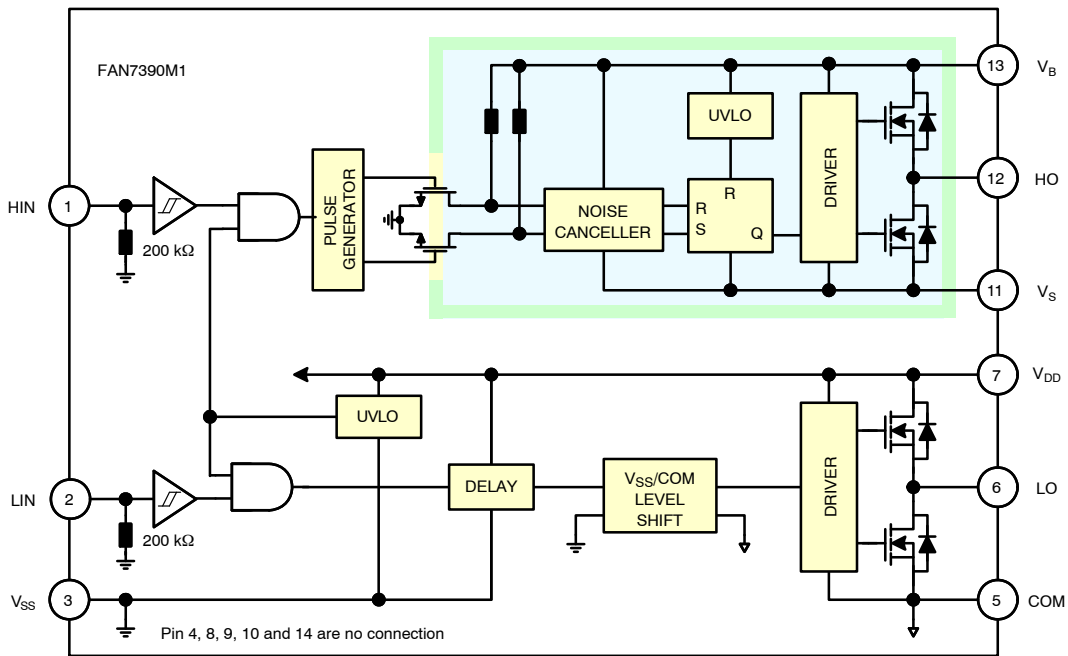 FAN7390M1
13
V_B
UVLO
HIN
1
200 kΩ
PULSE
GENERATOR
NOISE
CANCELLER
R
R
S
Q
DRIVER
12
HO
11
V_S
7
V_DD
UVLO
LIN
2
200 kΩ
DELAY
V_SS/COM
LEVEL
SHIFT
DRIVER
6
LO
V_SS
3
5
COM
Pin 4, 8, 9, 10 and 14 are no connection